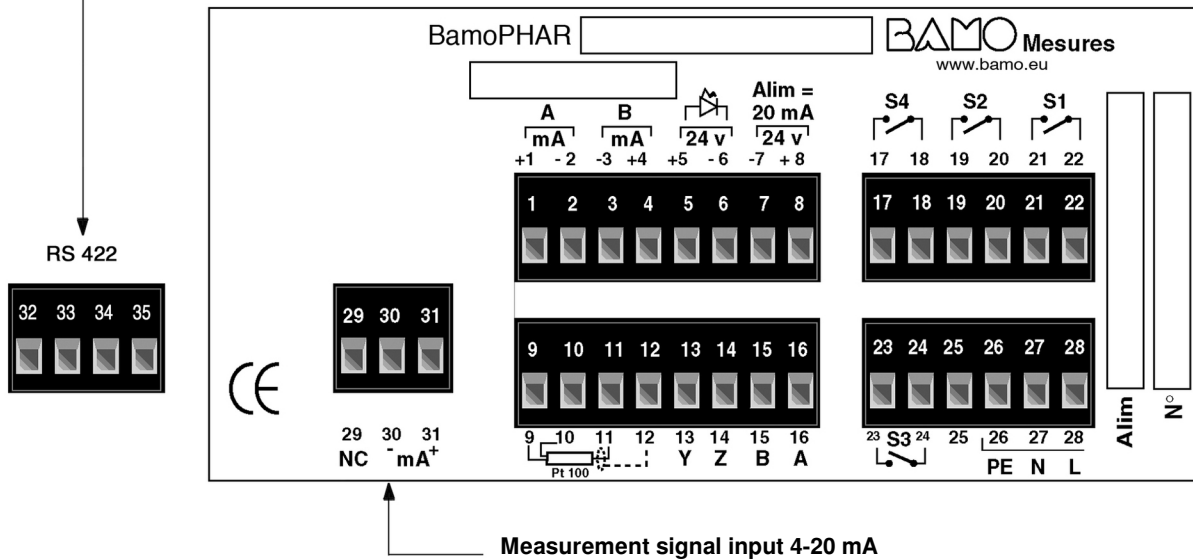 BamoPHAR BAMO Mesures
www.bamo.eu
A B Alim =
20 mA
mA mA 24 v 24 v
S4 S2 S1
+1 - 2 -3 +4 +5 - 6 -7 + 8 17 18 19 20 21 22
1 2 3 4 5 6 7 8 17 18 19 20 21 22
RS 422
32 33 34 35
29 30 31
9 10 11 12 13 14 15 16 23 24 25 26 27 28
CE
29 30 31
NC - mA +
9 10 11 12 13 14 15 16 23 S3 24 25 26 27 28
Pt 100 Y Z B A PE N L
Alim
N°
Measurement signal input 4-20 mA